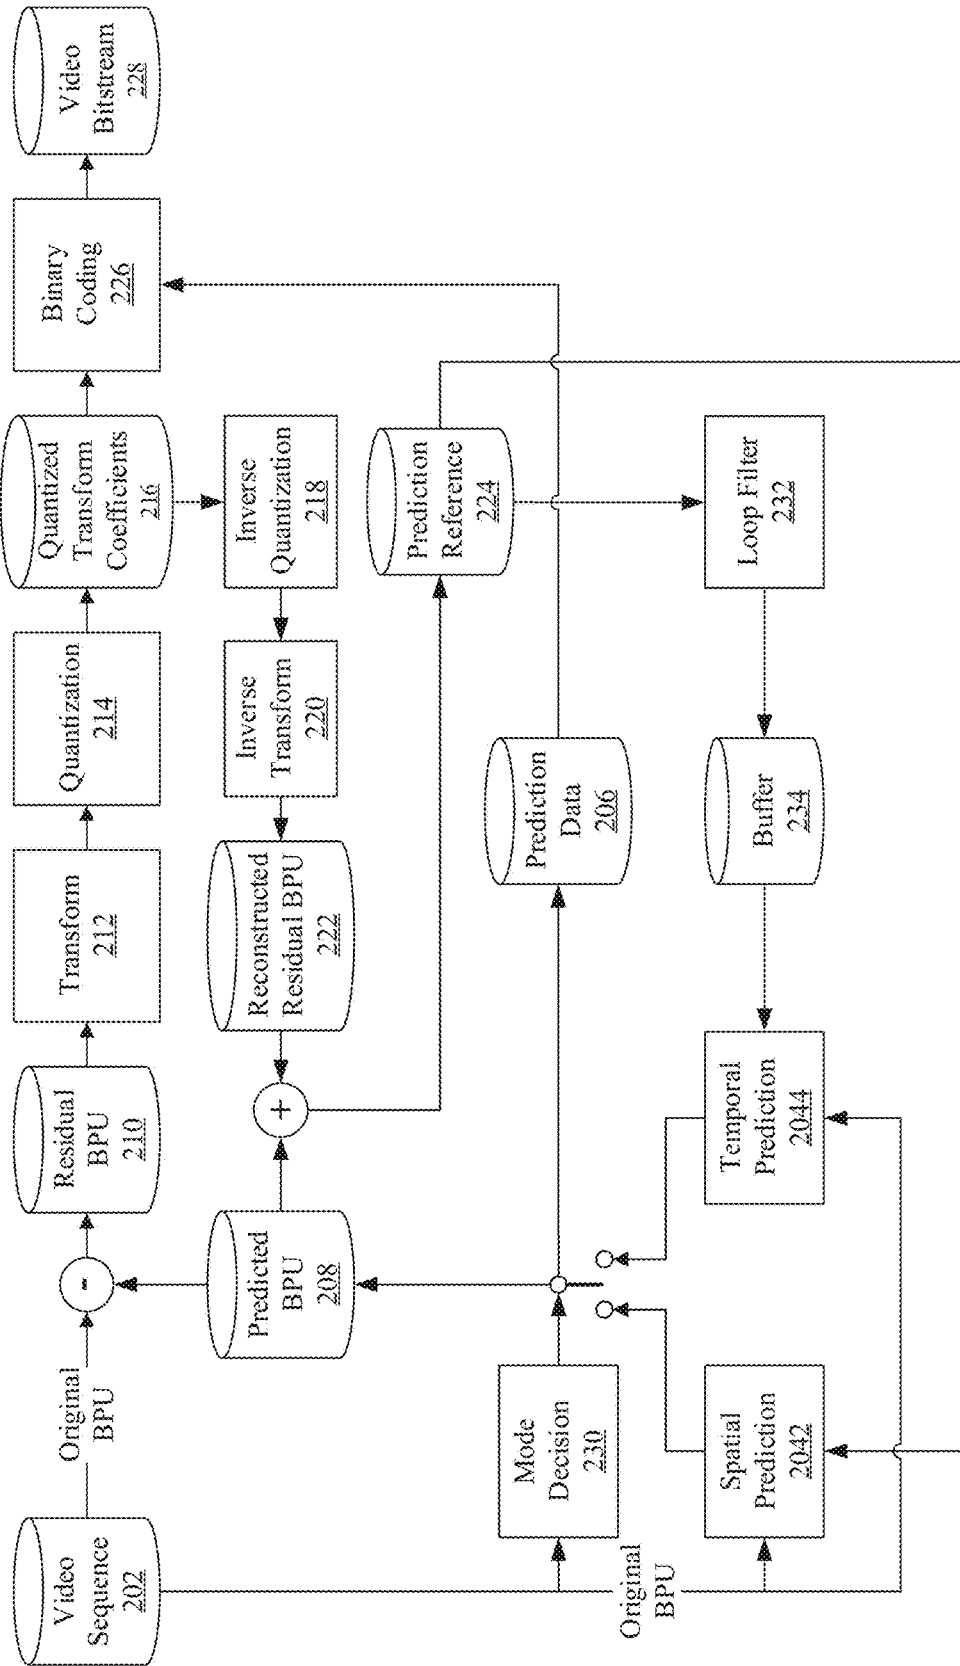 Video
Sequence
202
Original
BPU
-
Residual
BPU
210
Transform
212
Quantization
214
Quantized
Transform
Coefficients
216
Binary
Coding
226
Video
Bitstream
228
Predicted
BPU
208
+
Reconstructed
Residual BPU
222
Inverse
Transform
220
Inverse
Quantization
218
Prediction
Reference
224
Mode
Decision
230
Prediction
Data
206
Original
BPU
Spatial
Prediction
2042
Temporal
Prediction
2044
Buffer
234
Loop Filter
232